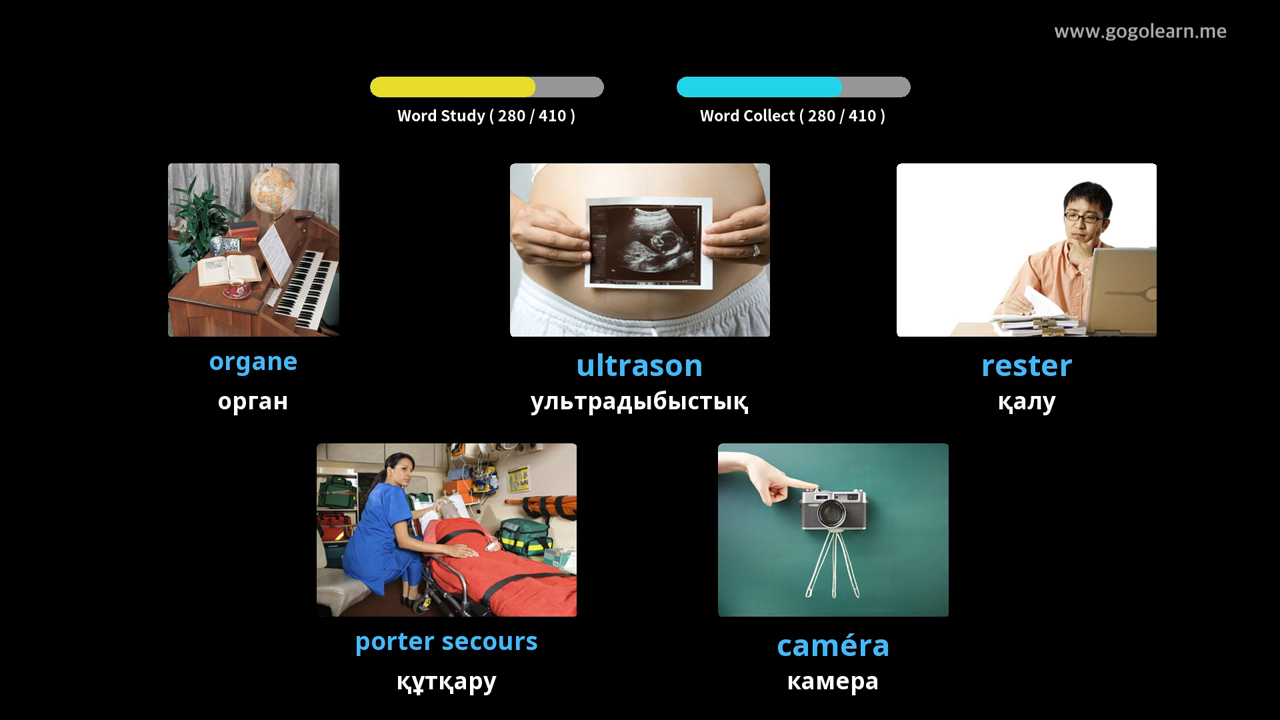 www.gogolearn.me
Word Study ( 280 / 410 )
Word Collect ( 280 / 410 )
organe
орган
ultrason
ультрадыбыстық
rester
қалу
porter secours
құтқару
caméra
камера